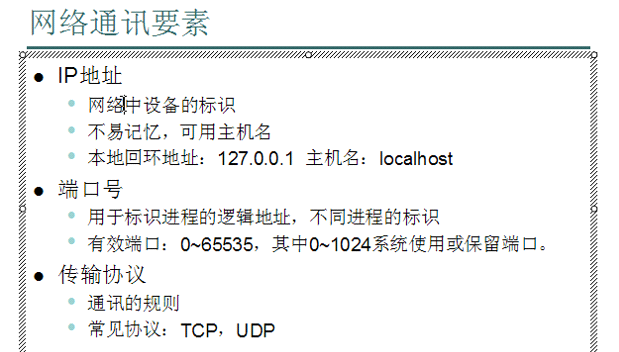 网络通讯要素
IP地址
网络中设备的标识
不易记忆，可用主机名
本地回环地址：127.0.0.1 主机名：localhost
端口号
用于标识进程的逻辑地址，不同进程的标识
有效端口：0~65535，其中0~1024系统使用或保留端口。
传输协议
通讯的规则
常见协议：TCP，UDP